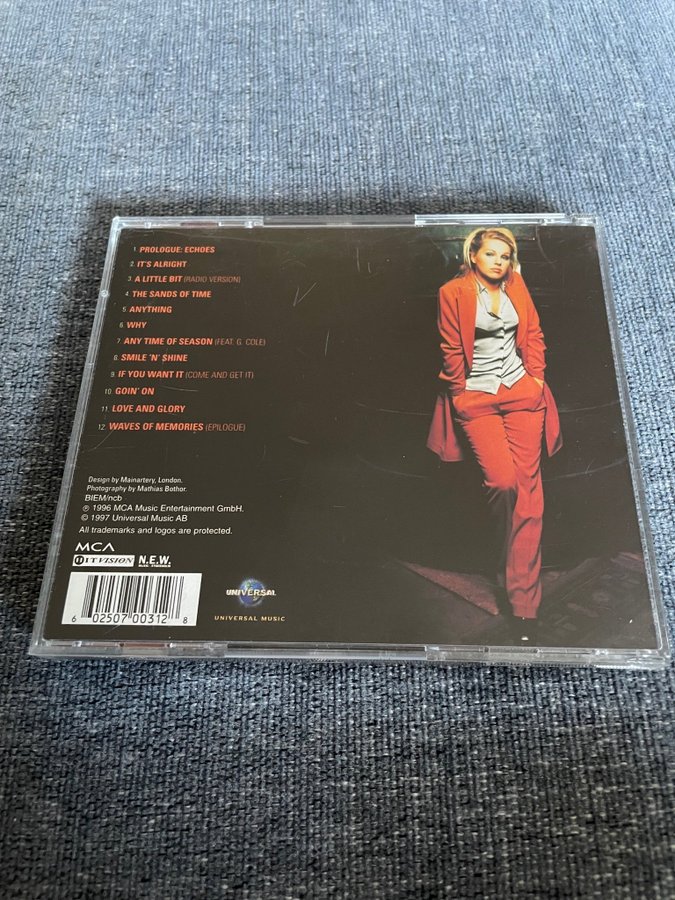 1. PROLOGUE: ECHOES
2. IT'S ALRIGHT
3. A LITTLE BIT (RADIO VERSION)
4. THE SANDS OF TIME
5. ANYTHING
6. WHY
7. ANY TIME OF SEASON (FEAT. G. COLE)
8. SMILE 'N' SHINE
9. IF YOU WANT IT (COME AND GET IT)
10. GOIN' ON
11. LOVE AND GLORY
12. WAVES OF MEMORIES (EPILOGUE)
Design by Mainartery, London.
Photography by Mathias Bothor.
BIEM/ncb
℗ 1996 MCA Music Entertainment GmbH.
© 1997 Universal Music AB
All trademarks and logos are protected.
MCA
HIT VISION N.E.W.
UNIVERSAL
6 02507 00312 8
UNIVERSAL MUSIC